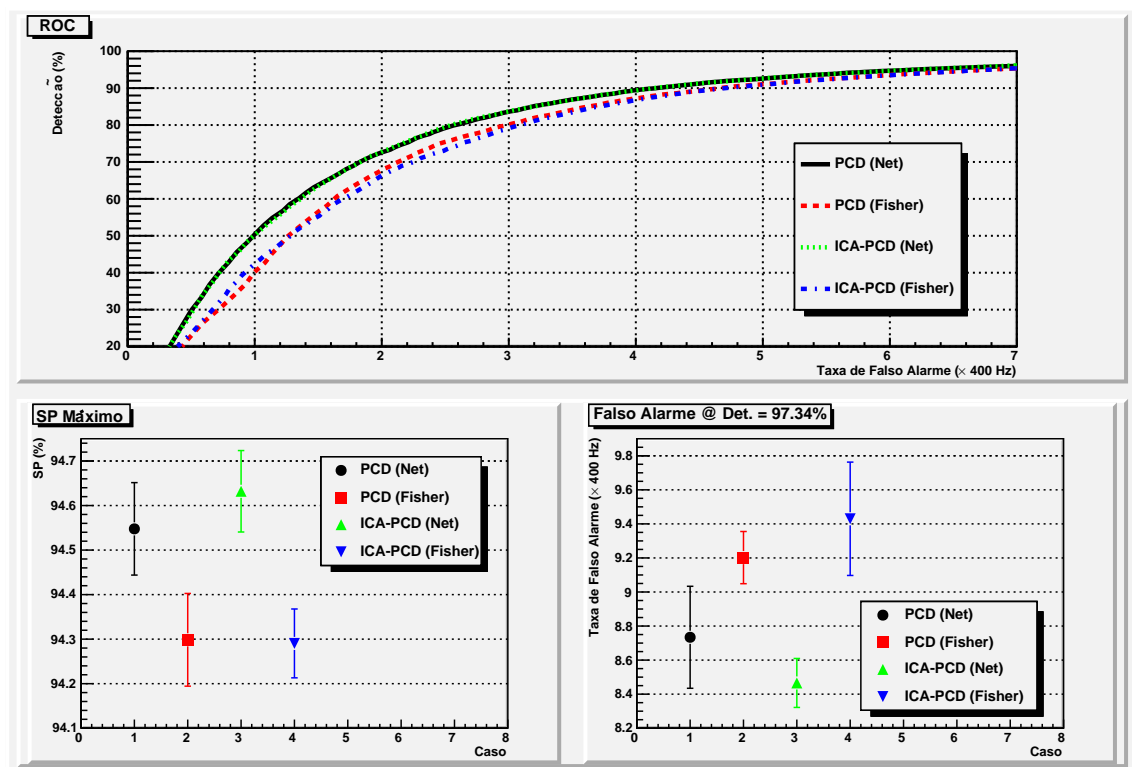 ROC
Deteccão (%)
100
90
80
70
60
50
40
30
20
0 1 2 3 4 5 6 7
Taxa de Falso Alarme (× 400 Hz)
PCD (Net)
PCD (Fisher)
ICA-PCD (Net)
ICA-PCD (Fisher)
SP Máximo
SP (%)
94.7
94.6
94.5
94.4
94.3
94.2
94.1
0 1 2 3 4 5 6 7 8
Caso
PCD (Net)
PCD (Fisher)
ICA-PCD (Net)
ICA-PCD (Fisher)
Falso Alarme @ Det. = 97.34%
Taxa de Falso Alarme (× 400 Hz)
9.8
9.6
9.4
9.2
9
8.8
8.6
8.4
8.2
0 1 2 3 4 5 6 7 8
Caso
PCD (Net)
PCD (Fisher)
ICA-PCD (Net)
ICA-PCD (Fisher)